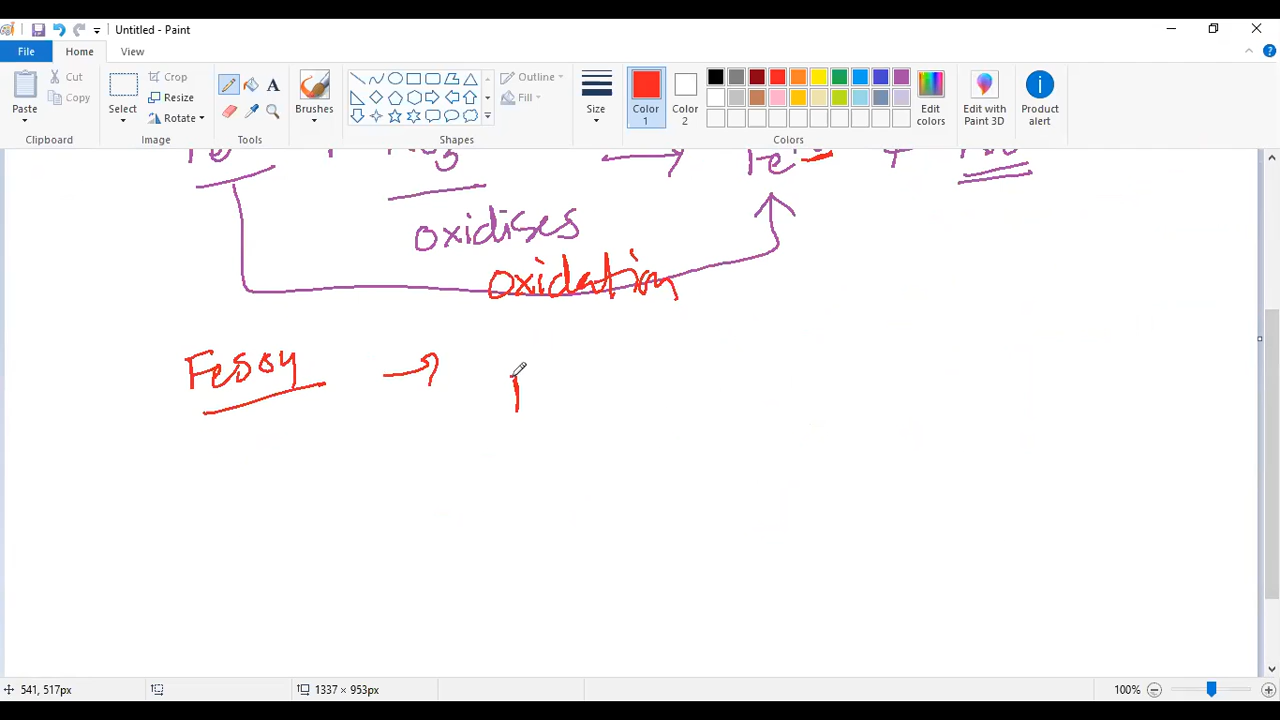 Untitled - Paint
File Home View
Paste
Cut
Copy
Select
Crop
Resize
Rotate
Brushes
Outline
Fill
Size
Color 1
Color 2
Edit colors
Edit with Paint 3D
Product alert
Clipboard Image Tools Shapes Colors
oxidises
oxidation
FeSO4 →
541, 517px 1337 × 953px 100%